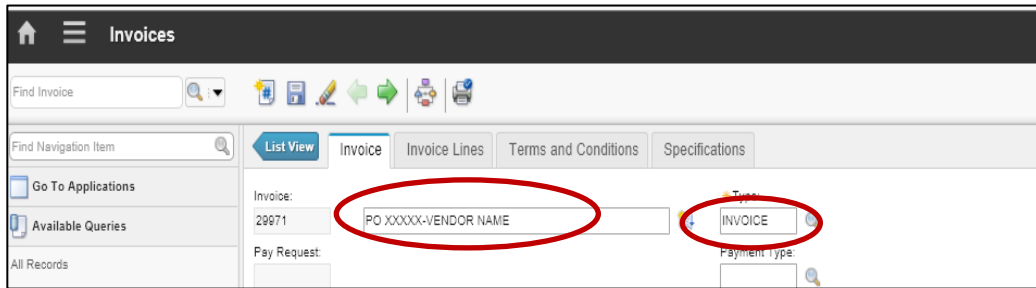 Invoices
Find Invoice
Find Navigation Item
List View Invoice Invoice Lines Terms and Conditions Specifications
Go To Applications
Invoice: Type:
29971 PO XXXXX-VENDOR NAME INVOICE
Available Queries
Pay Request: Payment Type:
All Records